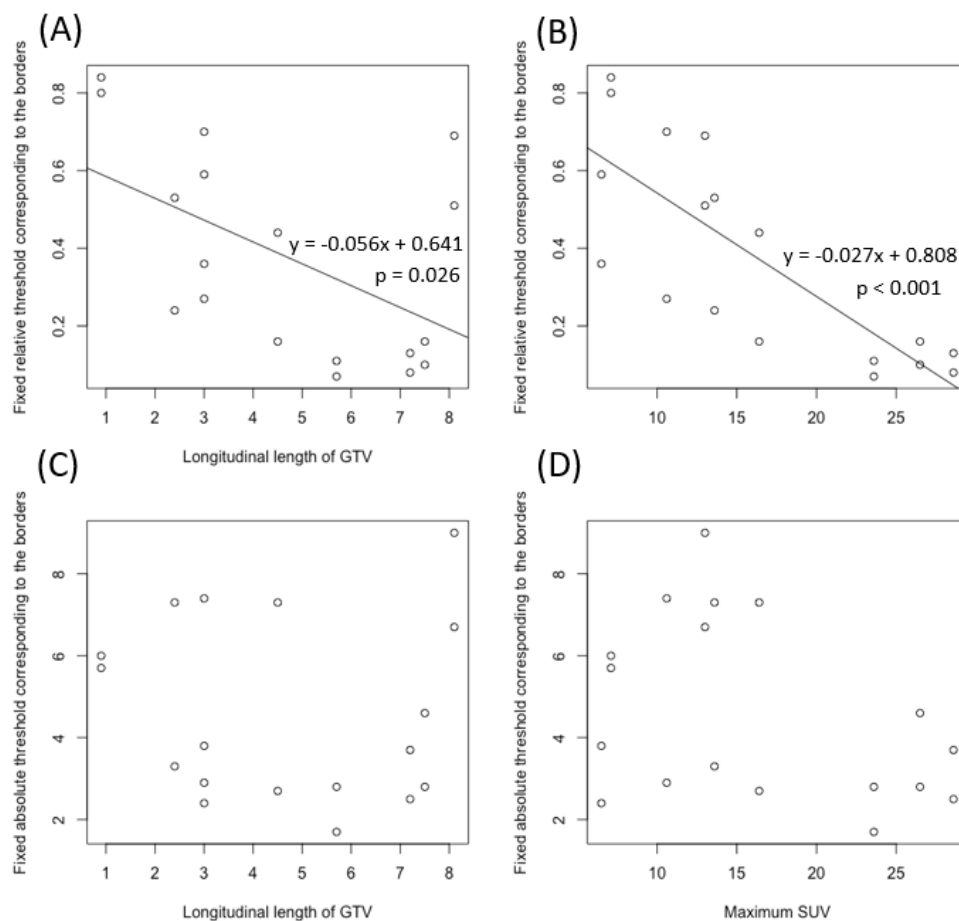 (A)
Fixed relative threshold corresponding to the borders
0.8
0.6
0.4
0.2
y = -0.056x + 0.641
p = 0.026
1 2 3 4 5 6 7 8
Longitudinal length of GTV
(B)
Fixed relative threshold corresponding to the borders
0.8
0.6
0.4
0.2
y = -0.027x + 0.808
p < 0.001
10 15 20 25
(C)
Fixed absolute threshold corresponding to the borders
8
6
4
2
1 2 3 4 5 6 7 8
Longitudinal length of GTV
(D)
Fixed absolute threshold corresponding to the borders
8
6
4
2
10 15 20 25
Maximum SUV